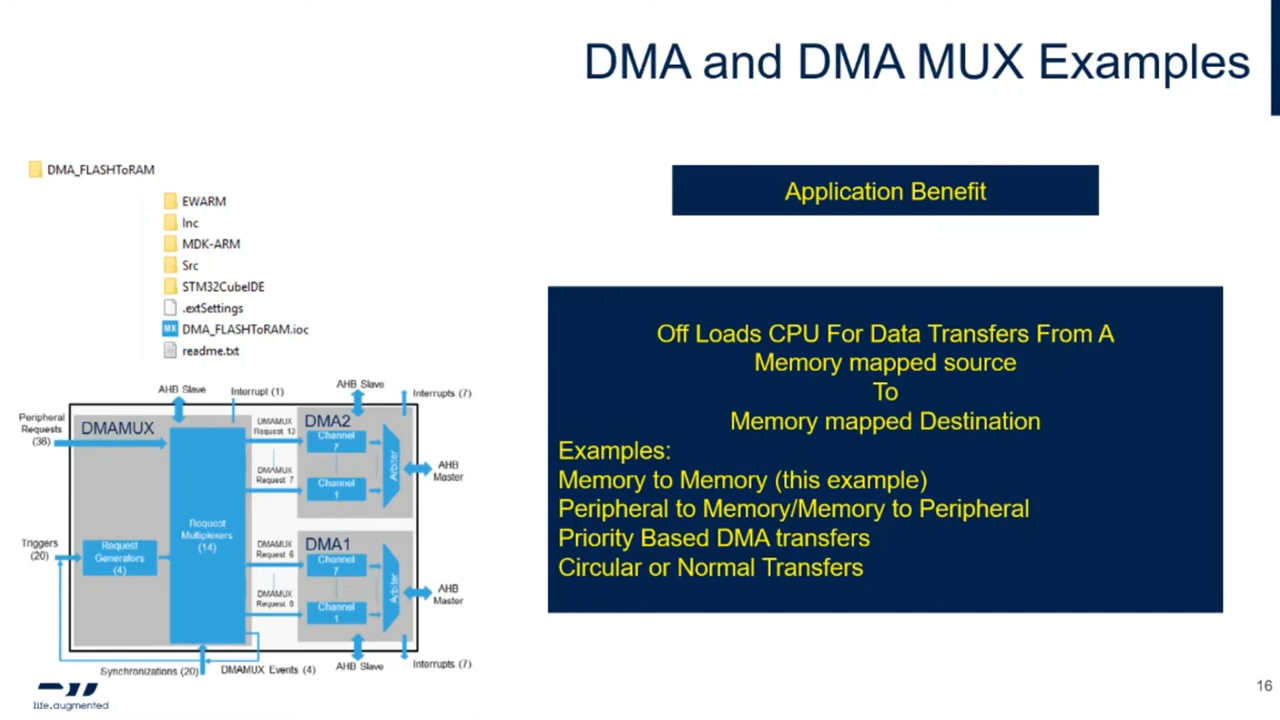 DMA and DMA MUX Examples
DMA_FLASHToRAM
EWARM
Inc
MDK-ARM
Src
STM32CubeIDE
.extSettings
MX DMA_FLASHToRAM.ioc
readme.txt
Application Benefit
Off Loads CPU For Data Transfers From A
Memory mapped source
To
Memory mapped Destination
Examples:
Memory to Memory (this example)
Peripheral to Memory/Memory to Peripheral
Priority Based DMA transfers
Circular or Normal Transfers
AHB Slave
Interrupt (1)
AHB Slave
Interrupts (7)
Peripheral
Requests
(36)
DMAMUX
DMAMUX
Request 13
DMA2
Channel
7
Arbiter
AHB
Master
DMAMUX
Request 7
Channel
1
Request
Multiplexers
(14)
Triggers
(20)
Request
Generators
(4)
DMAMUX
Request 6
DMA1
Channel
7
Arbiter
AHB
Master
DMAMUX
Request 0
Channel
1
Synchronizations (20)
DMAMUX Events (4)
AHB Slave
Interrupts (7)
life.augmented
16